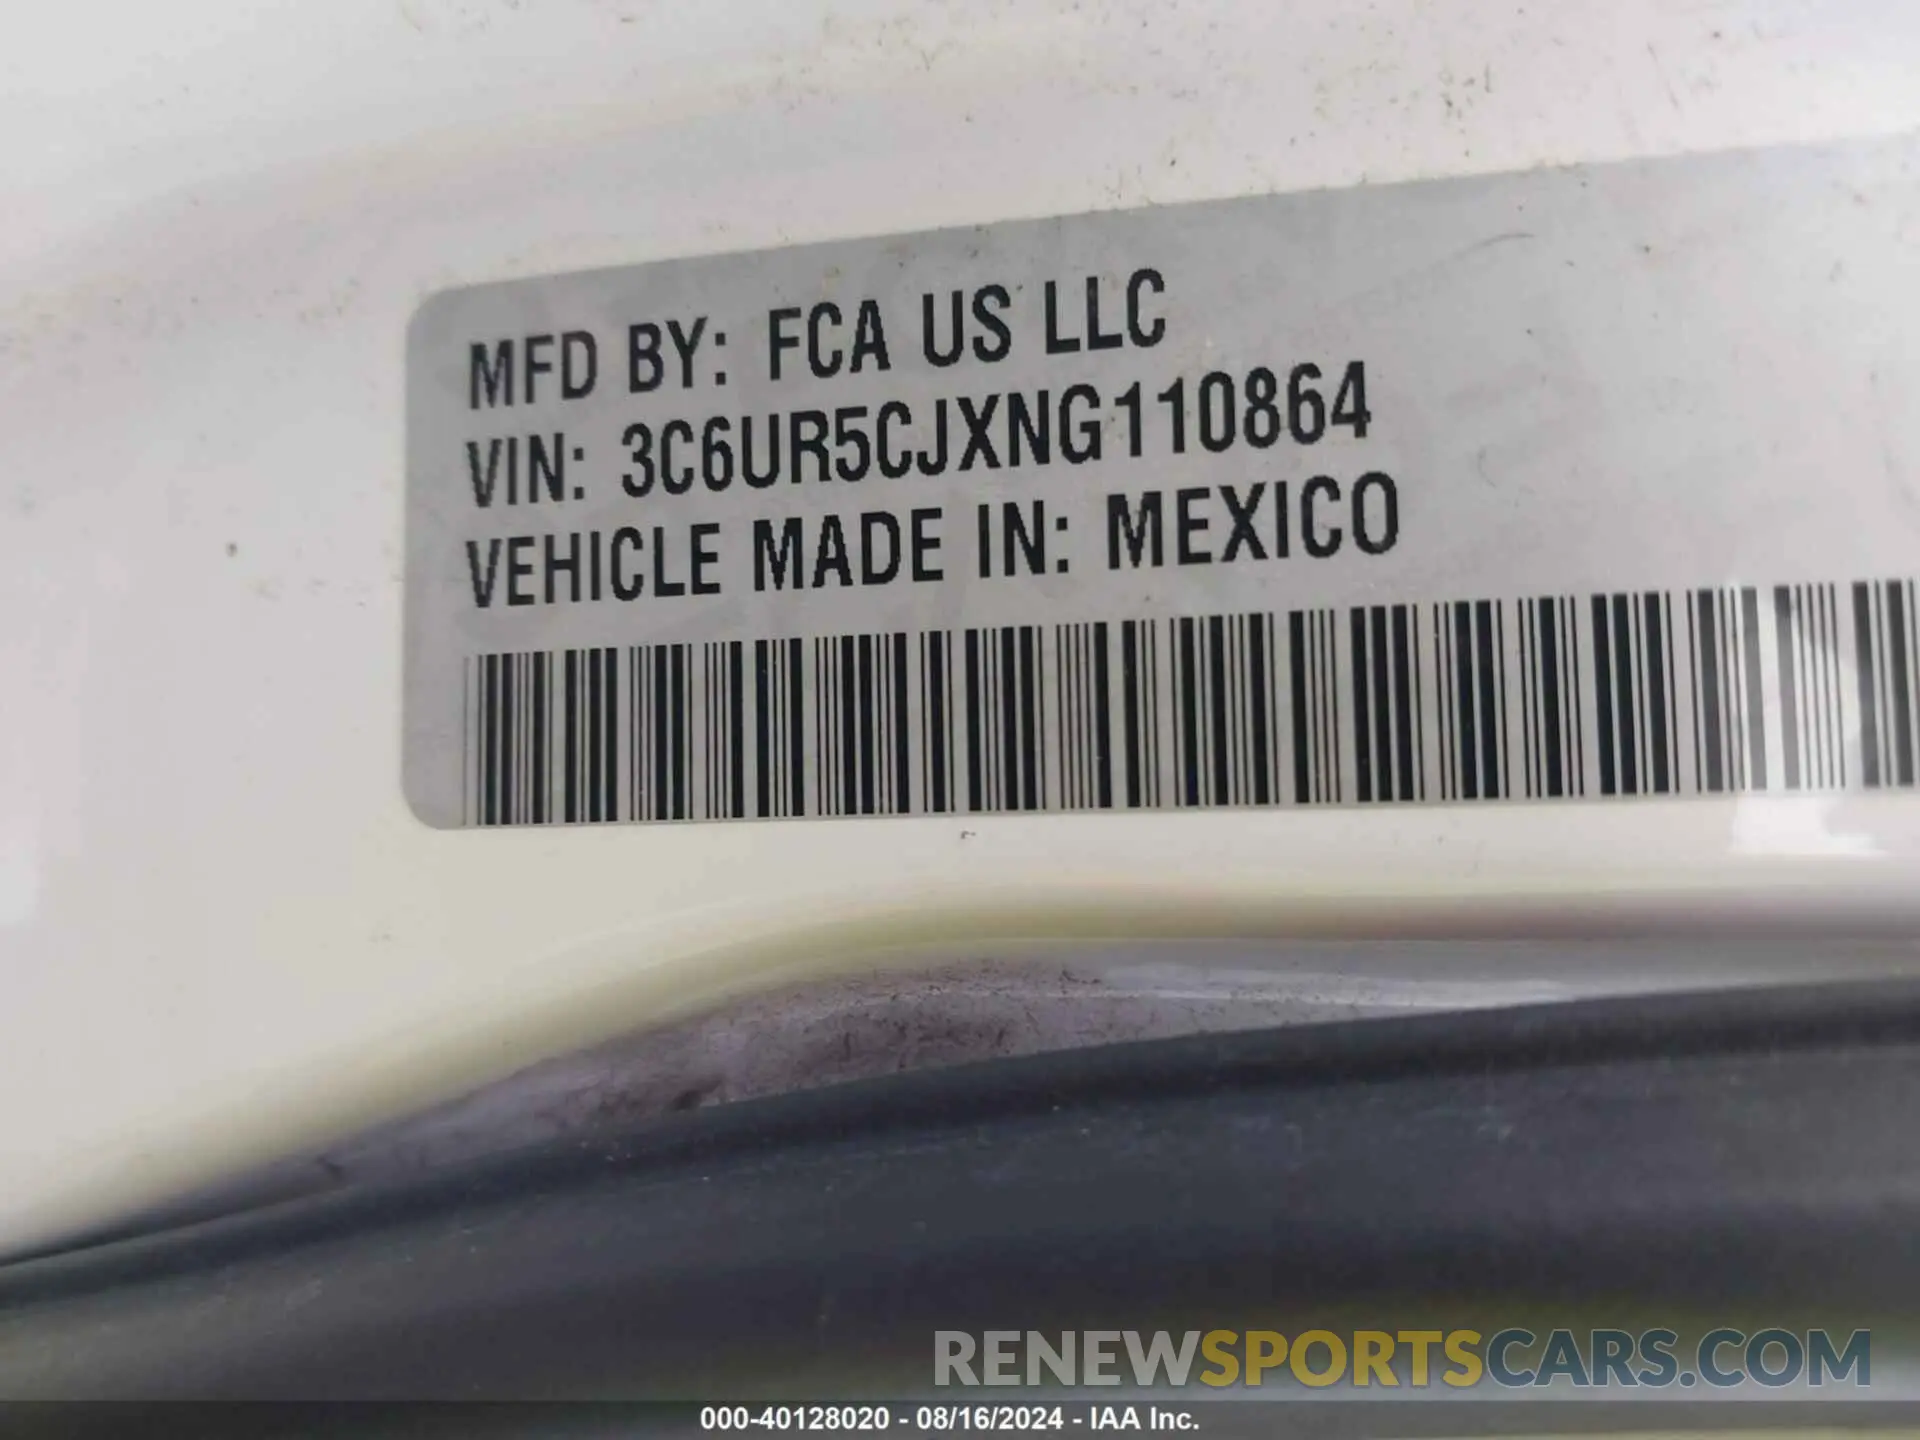 MFD BY: FCA US LLC
VIN: 3C6UR5CJXNG110864
VEHICLE MADE IN: MEXICO
RENEWSPORTSCARS.COM
000-40128020 - 08/16/2024 - IAA Inc.